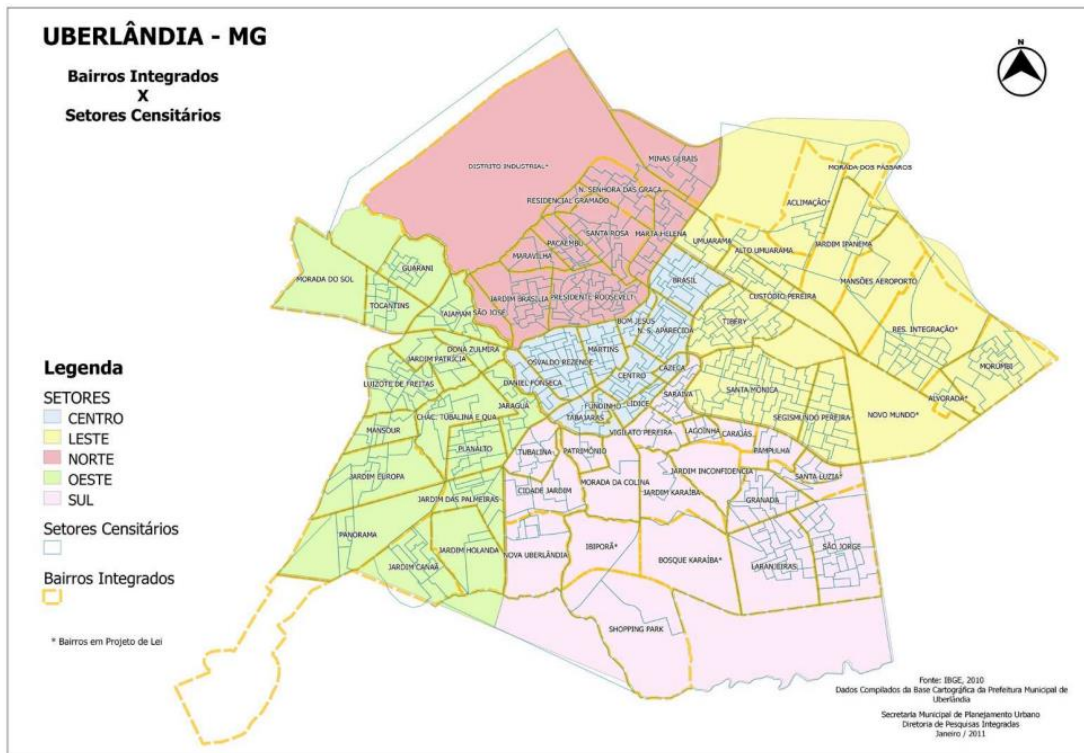 UBERLÂNDIA - MG
Bairros Integrados
X
Setores Censitários
N
DISTRITO INDUSTRIAL*
MINAS GERAIS
MORADA DOS PÁSSAROS
N. SENHORA DAS GRAÇA
RESIDENCIAL GRAMADO
ACLIMAÇÃO*
SANTA ROSA
MARTA HELENA
UMUARAMA
PACAEMBU
ALTO UMUARAMA
JARDIM IPANEMA
MARAVILHA
GUARANI
MORADA DO SOL
BRASIL
MANSÕES AEROPORTO
JARDIM BRASÍLIA
PRESIDENTE ROOSEVELT
CUSTÓDIO PEREIRA
TOCANTINS
TAIAMAM
SÃO JOSÉ
BOM JESUS
TIBERY
N. S. APARECIDA
RES. INTEGRAÇÃO*
DONA ZULMIRA
MARTINS
JARDIM PATRÍCIA
OSVALDO REZENDE
MORUMBI
CAZECA
CENTRO
LUIZOTE DE FREITAS
DANIEL FONSECA
SANTA MÔNICA
SARAIVA
ALVORADA*
JARAGUÁ
FUNDINHO
LÍDICE
CHÁC. TUBALINA E QUA
TABAJARAS
SEGISMUNDO PEREIRA
NOVO MUNDO*
MANSOUR
VIGILATO PEREIRA
LAGOINHA
CARAJÁS
PLANALTO
TUBALINA
PATRIMÔNIO
PAMPULHA
JARDIM EUROPA
JARDIM INCONFIDENCIA
SANTA LUZIA*
MORADA DA COLINA
CIDADE JARDIM
JARDIM KARAÍBA
JARDIM DAS PALMEIRAS
GRANADA
PANORAMA
SÃO JORGE
IBIPORÃ*
JARDIM HOLANDA
NOVA UBERLÂNDIA
BOSQUE KARAÍBA*
JARDIM CANAÃ
LARANJEIRAS
SHOPPING PARK
Legenda
SETORES
CENTRO
LESTE
NORTE
OESTE
SUL
Setores Censitários
Bairros Integrados
* Bairros em Projeto de Lei
Fonte: IBGE, 2010
Dados Compilados da Base Cartográfica da Prefeitura Municipal de
Uberlândia
Secretaria Municipal de Planejamento Urbano
Diretoria de Pesquisas Integradas
Janeiro / 2011